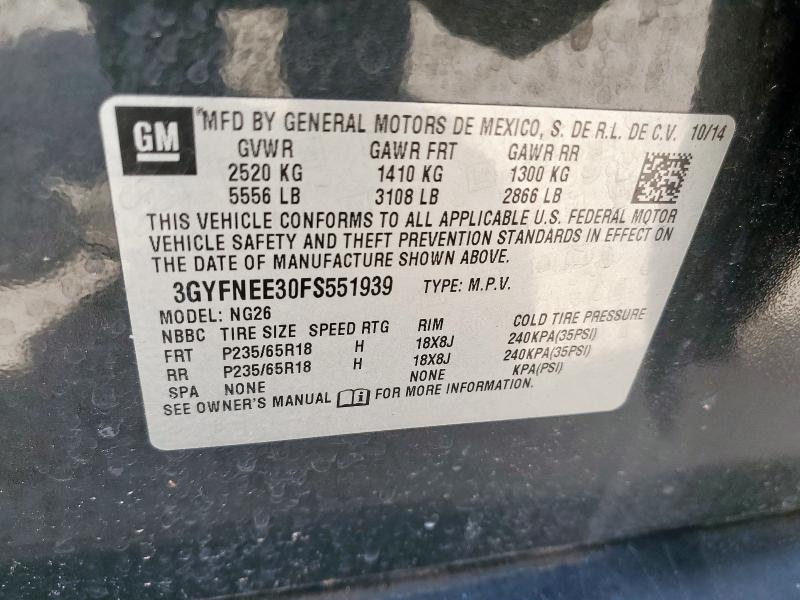 GM MFD BY GENERAL MOTORS DE MEXICO, S. DE R.L. DE C.V. 10/14
GVWR GAWR FRT GAWR RR
2520 KG 1410 KG 1300 KG
5556 LB 3108 LB 2866 LB
THIS VEHICLE CONFORMS TO ALL APPLICABLE U.S. FEDERAL MOTOR
VEHICLE SAFETY AND THEFT PREVENTION STANDARDS IN EFFECT ON
THE DATE OF MANUFACTURE SHOWN ABOVE.
3GYFNEE30FS551939 TYPE: M.P.V.
MODEL: NG26
NBBC TIRE SIZE SPEED RTG RIM COLD TIRE PRESSURE
FRT P235/65R18 H 18X8J 240KPA(35PSI)
RR P235/65R18 H 18X8J 240KPA(35PSI)
SPA NONE NONE KPA(PSI)
SEE OWNER'S MANUAL FOR MORE INFORMATION.